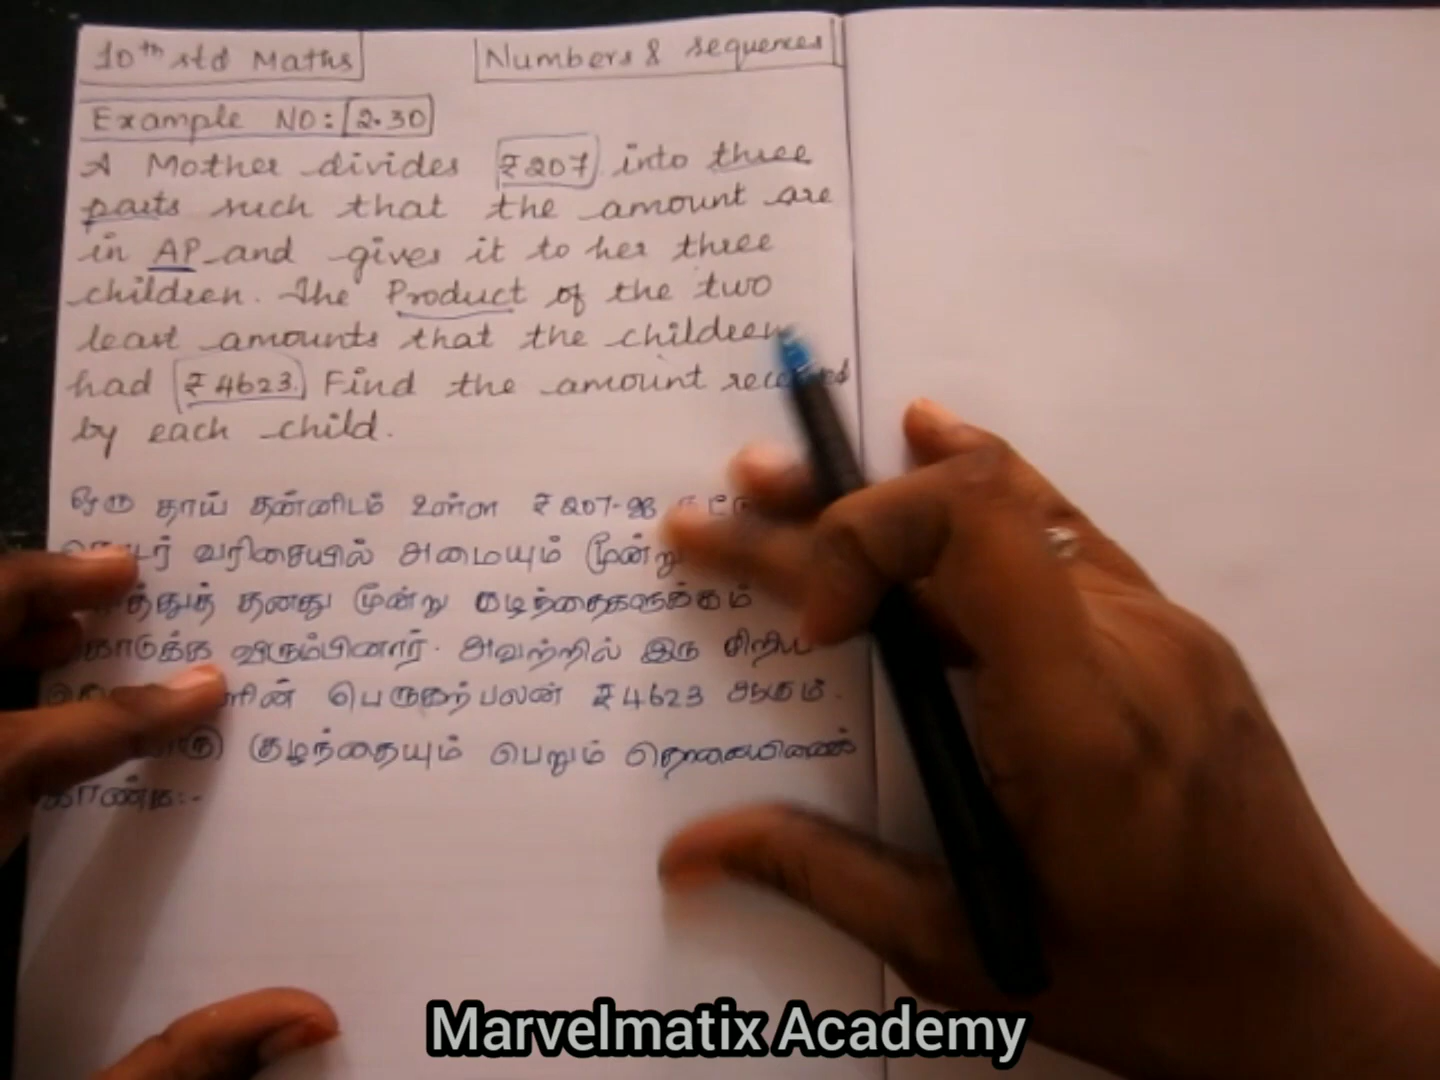 10th std Maths
Numbers & sequences
Example NO: 2.30
A Mother divides ₹207 into three
parts such that the amount are
in AP and gives it to her three
children. The Product of the two
least amounts that the children
had ₹4623. Find the amount received
by each child.
ஒரு தாய் தன்னிடம் உள்ள ₹207-ஐ
வரிசையில் அமையும் மூன்று
தனது மூன்று குழந்தைகளுக்கும்
விரும்பினார். அவற்றில் இரு சிறிய
பெருக்கற்பலன் ₹4623 ஆகும்.
குழந்தையும் பெறும் தொகையினைக்
காண்க:-
Marvelmatix Academy